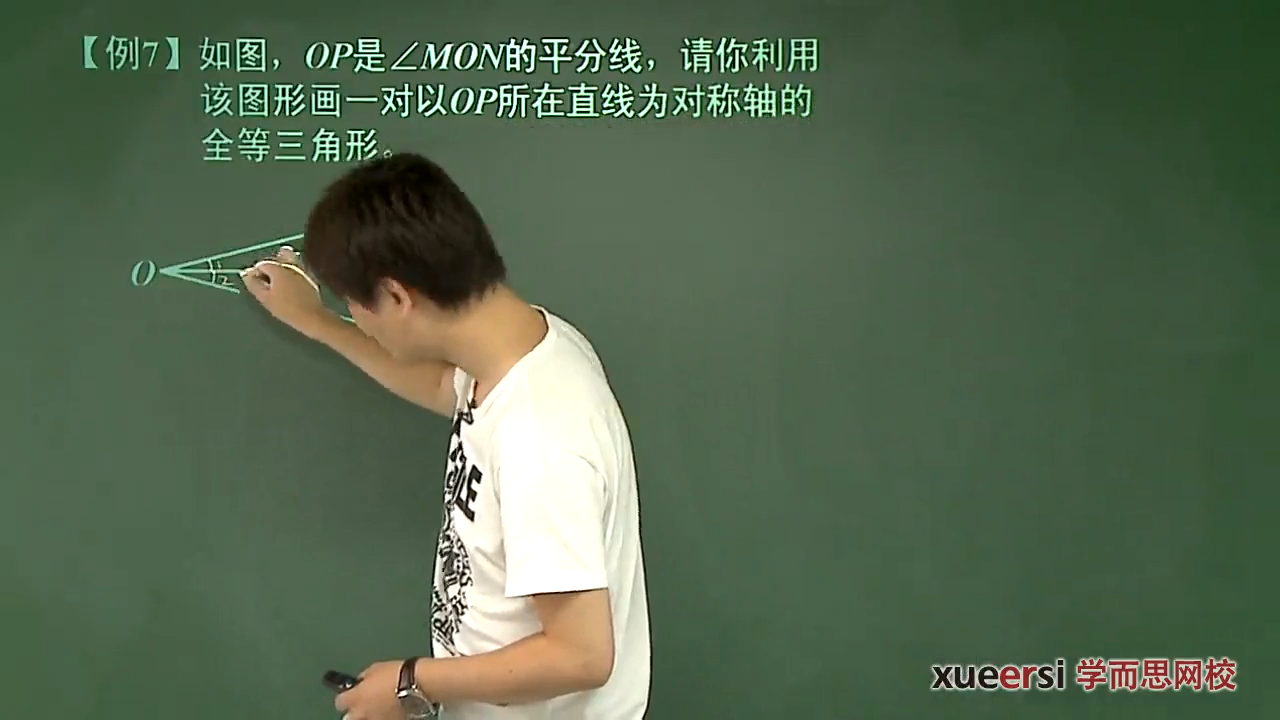 【例7】如图，OP是∠MON的平分线，请你利用
该图形画一对以OP所在直线为对称轴的
全等三角形。
O
2
xueersi 学而思网校